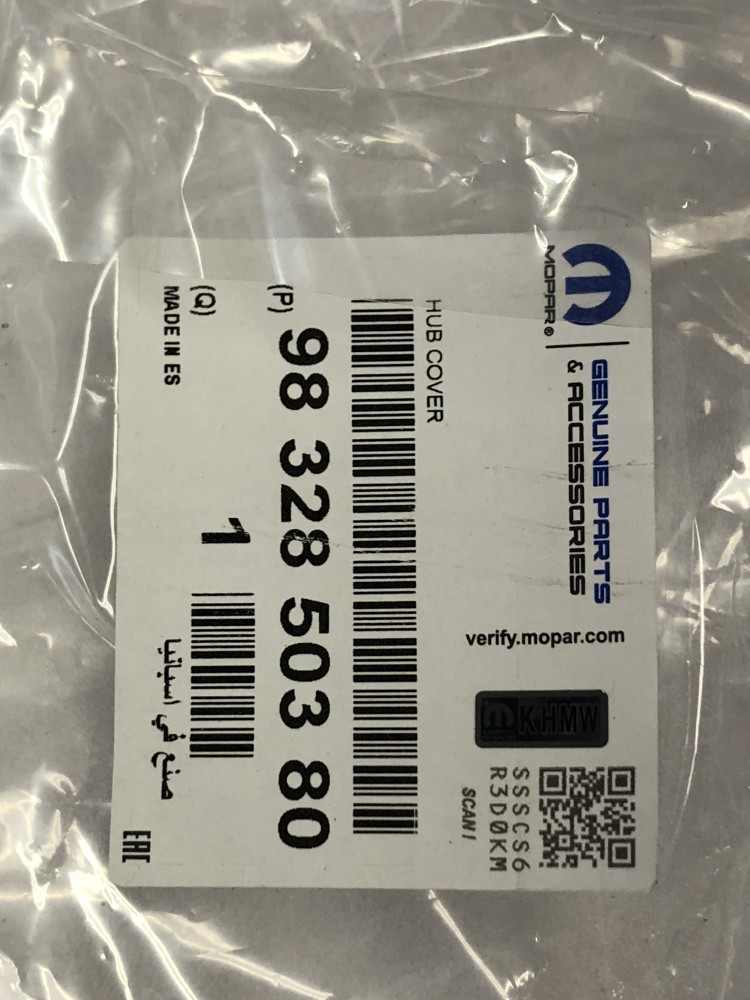 MOPAR®
GENUINE PARTS
& ACCESSORIES
verify.mopar.com
KHMW
SSSCS6
R3D0KM
SCAN!
HUB COVER
(P) 98 328 503 80
(Q) 1
MADE IN ES
صنع في اسبانيا
EAC